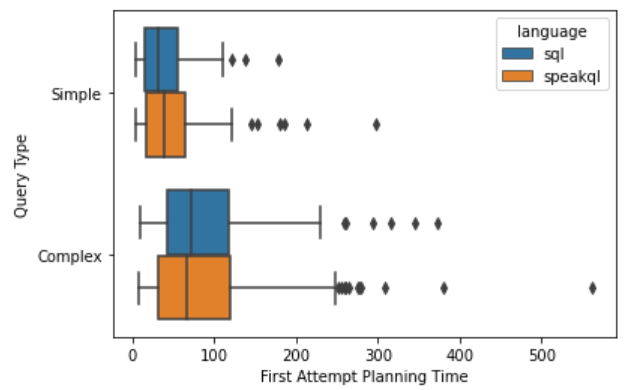 language
sql
speakql
Simple
Complex
Query Type
0 100 200 300 400 500
First Attempt Planning Time